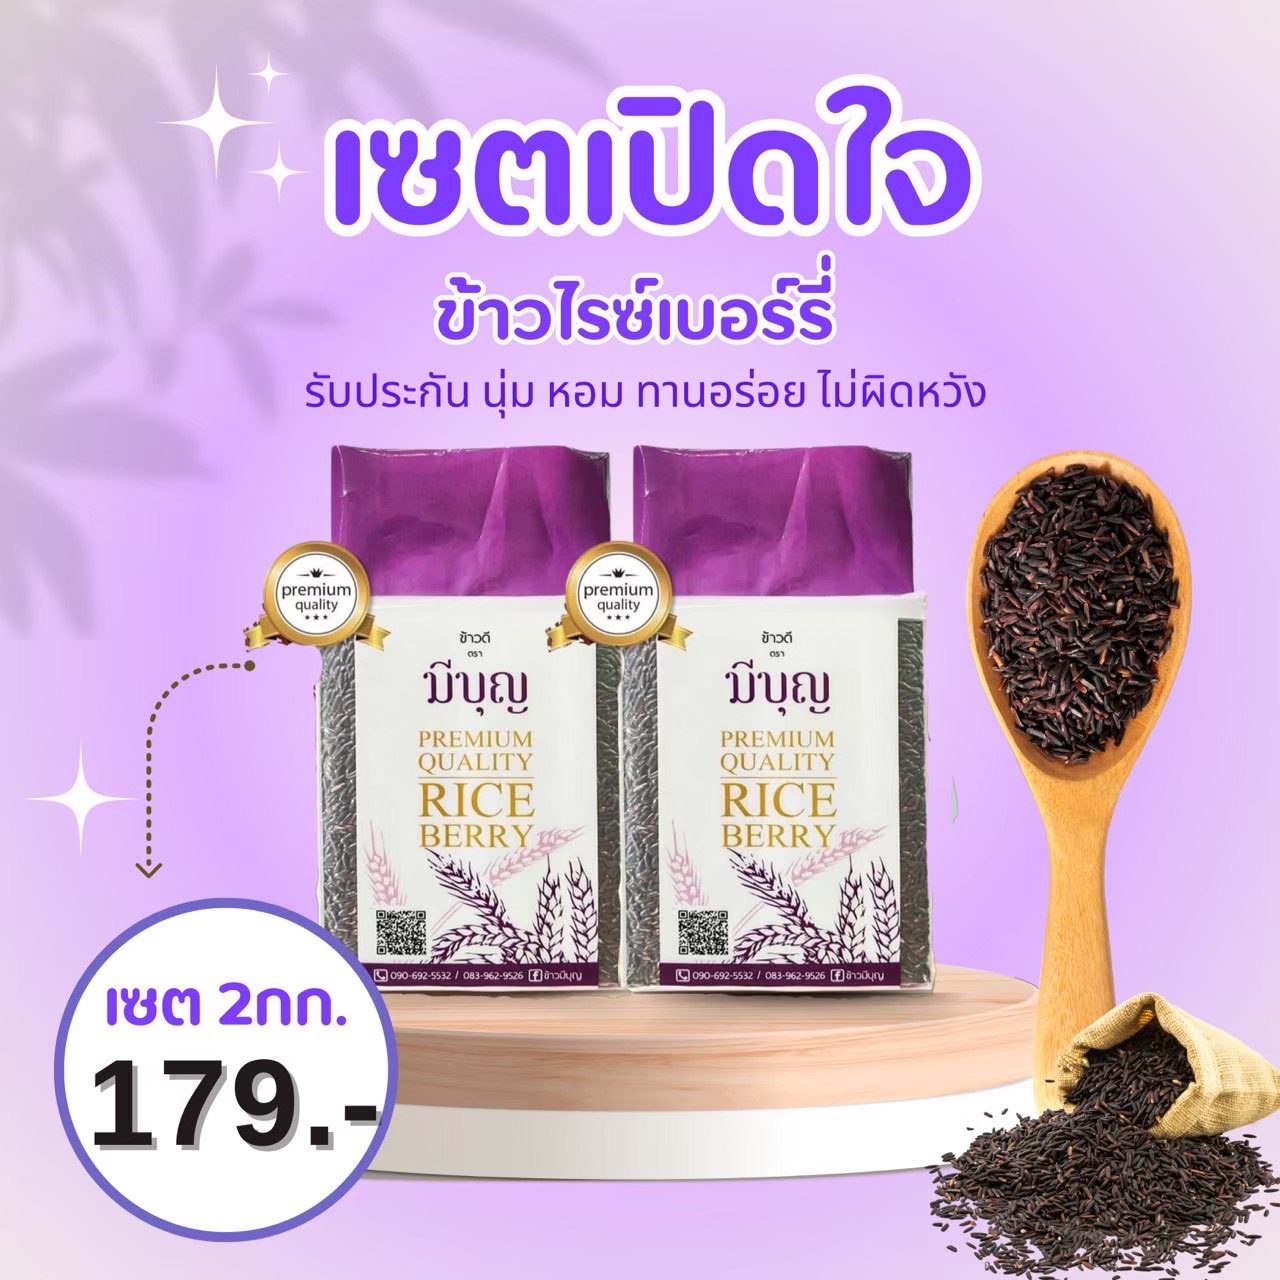 เซตเปิดใจ
ข้าวไรซ์เบอร์รี่
รับประกัน นุ่ม หอม ทานอร่อย ไม่ผิดหวัง
premium
quality
ข้าวดี
ตรา
มีบุญ
PREMIUM
QUALITY
RICE
BERRY
090-692-5532 / 083-962-9526 ข้าวมีบุญ
premium
quality
ข้าวดี
ตรา
มีบุญ
PREMIUM
QUALITY
RICE
BERRY
090-692-5532 / 083-962-9526 ข้าวมีบุญ
เซต 2กก.
179.-